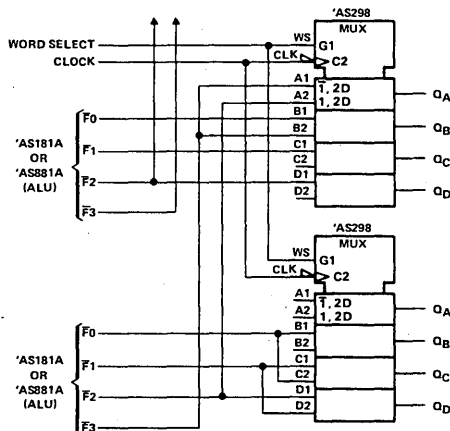 'AS298
MUX
WORD SELECT
WS
G1
CLOCK
CLK
C2
A1
1̅, 2D
A2
1, 2D
QA
F̅0
B1
B2
QB
'AS181A
OR
'AS881A
(ALU)
F̅1
C1
C2
QC
F̅2
D1
D2
QD
F̅3
'AS298
MUX
WS
G1
CLK
C2
A1
1̅, 2D
A2
1, 2D
QA
F̅0
B1
B2
QB
'AS181A
OR
'AS881A
(ALU)
F̅1
C1
C2
QC
F̅2
D1
D2
QD
F̅3